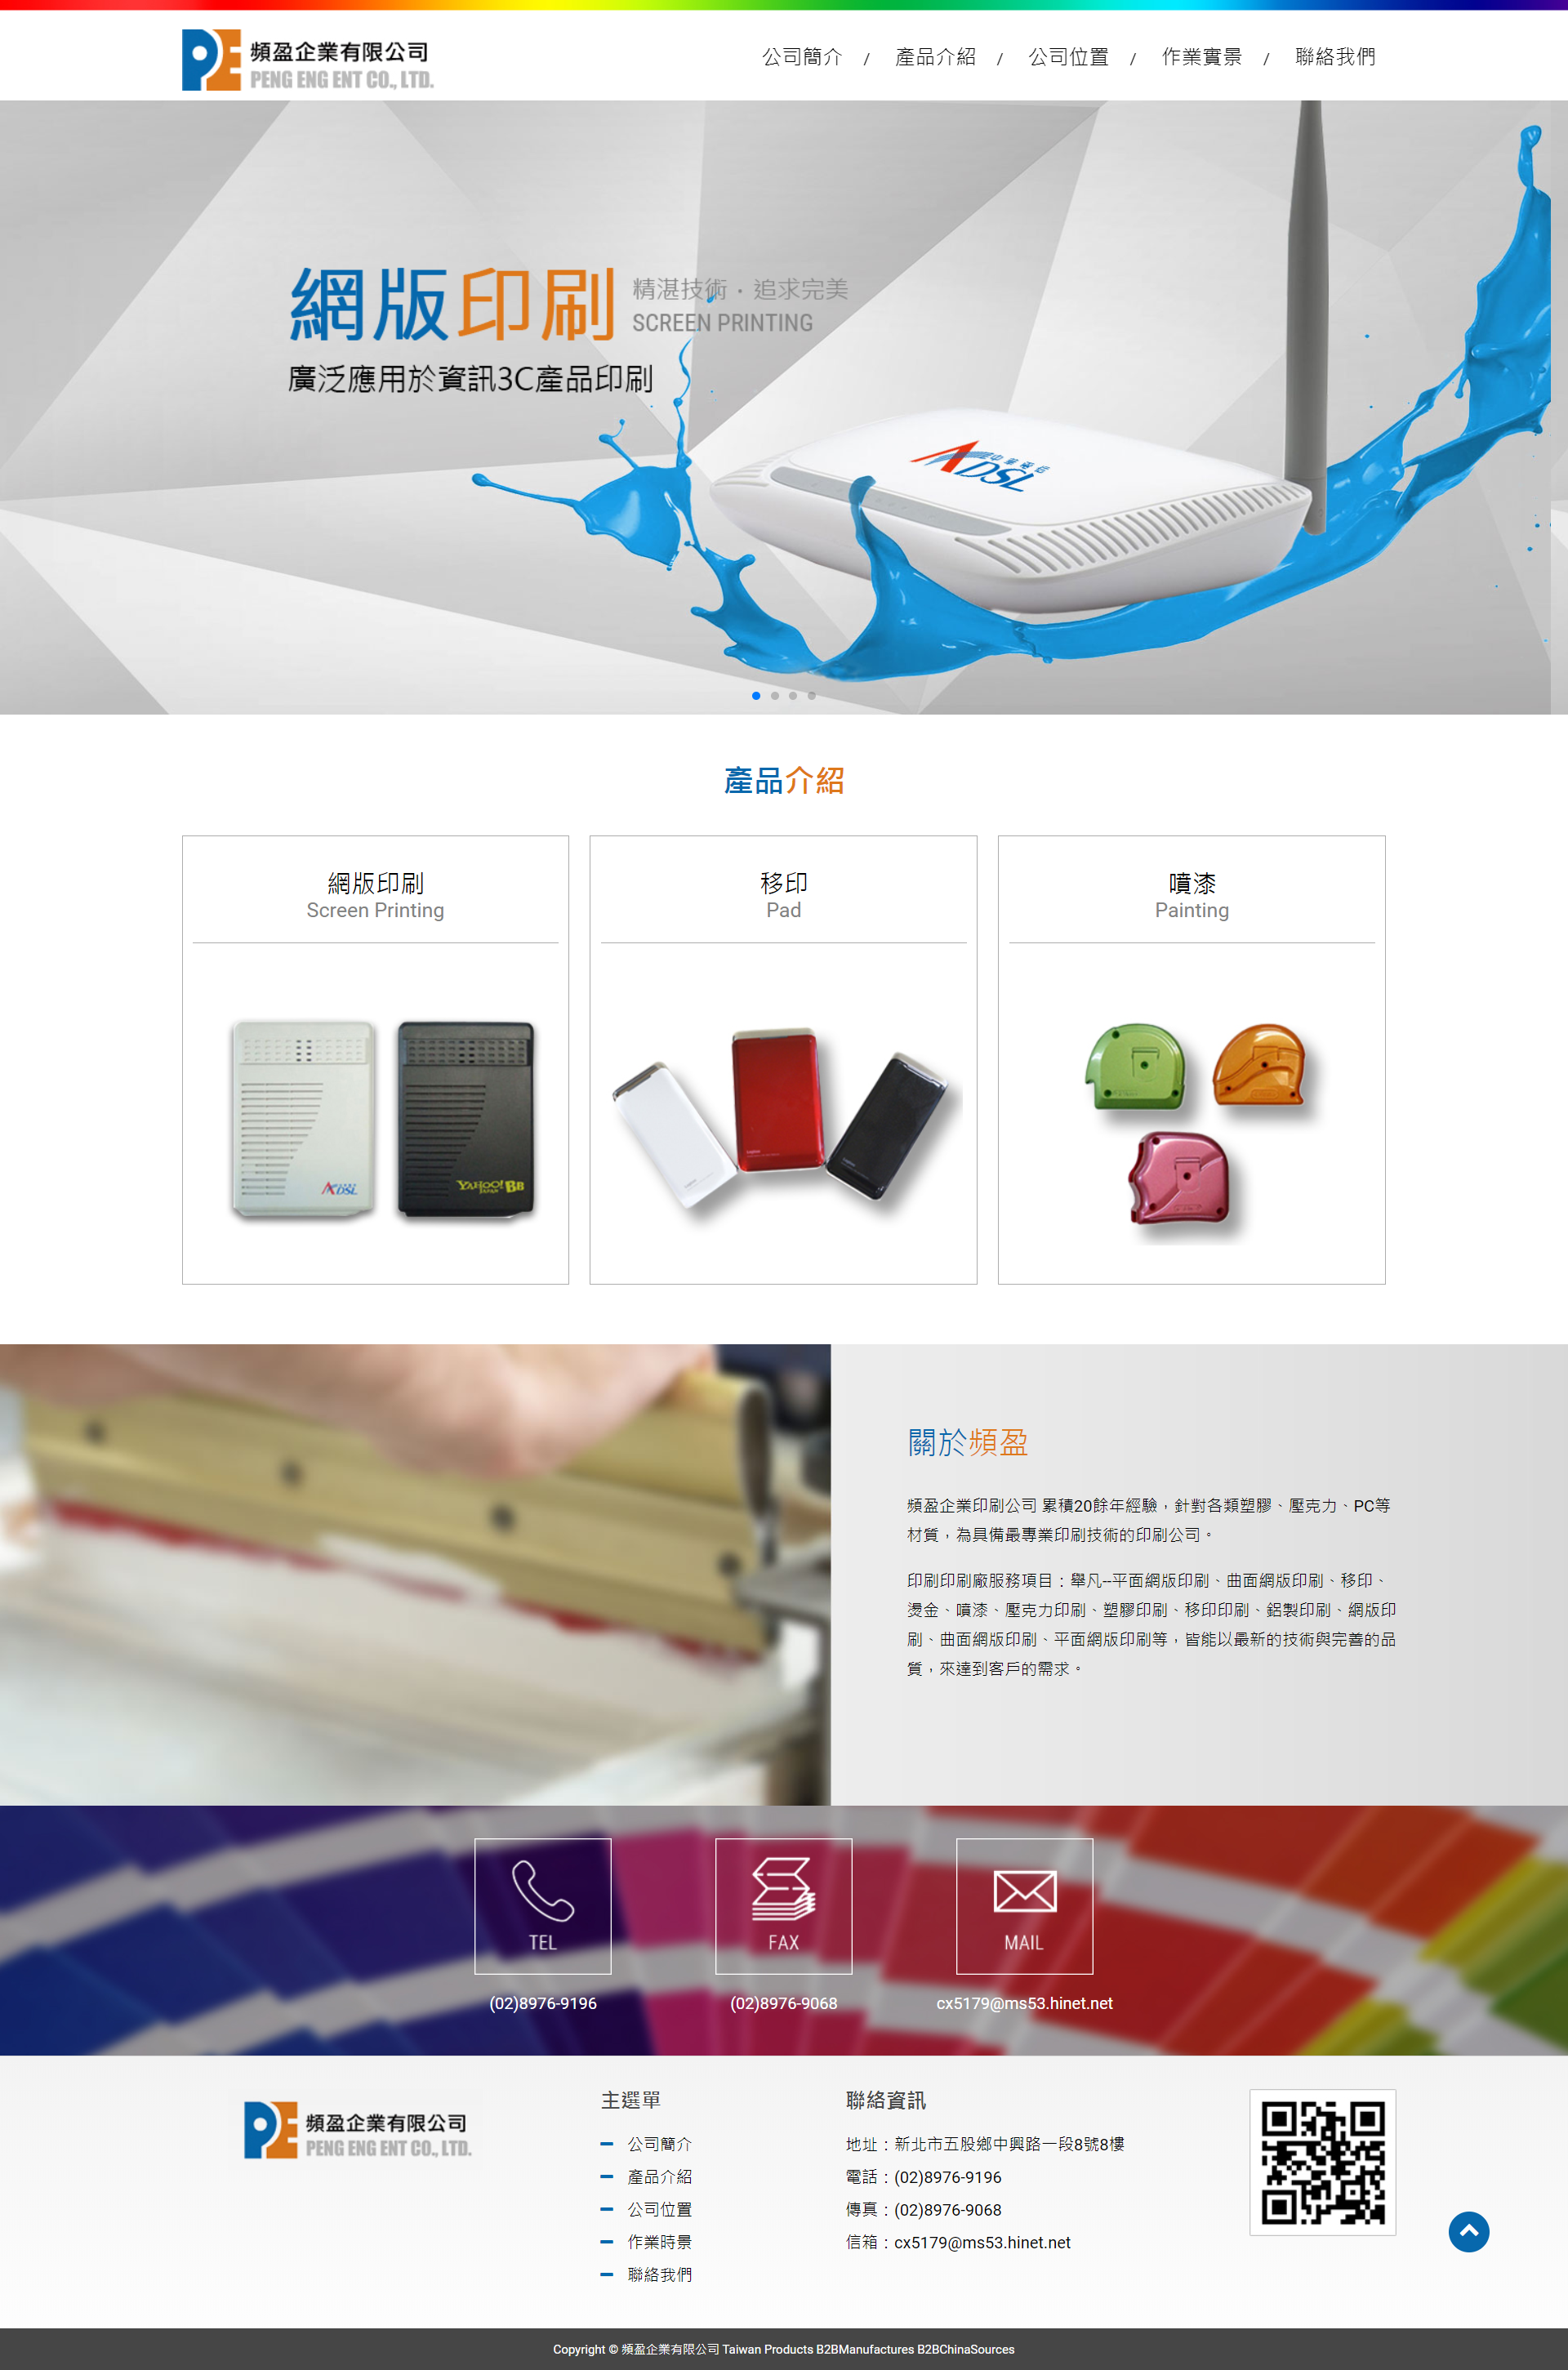 頻盈企業有限公司
PENG ENG ENT CO., LTD.
公司簡介 / 產品介紹 / 公司位置 / 作業實景 / 聯絡我們
網版印刷
精湛技術・追求完美
SCREEN PRINTING
廣泛應用於資訊3C產品印刷
ADSL
產品介紹
網版印刷
Screen Printing
移印
Pad
噴漆
Painting
ADSL
YAHOO! BB
JAPAN
關於頻盈
頻盈企業印刷公司 累積20餘年經驗，針對各類塑膠、壓克力、PC等
材質，為具備最專業印刷技術的印刷公司。
印刷印刷廠服務項目：舉凡--平面網版印刷、曲面網版印刷、移印、
燙金、噴漆、壓克力印刷、塑膠印刷、移印印刷、鋁製印刷、網版印
刷、曲面網版印刷、平面網版印刷等，皆能以最新的技術與完善的品
質，來達到客戶的需求。
TEL
FAX
MAIL
(02)8976-9196
(02)8976-9068
cx5179@ms53.hinet.net
頻盈企業有限公司
PENG ENG ENT CO., LTD.
主選單
公司簡介
產品介紹
公司位置
作業時景
聯絡我們
聯絡資訊
地址：新北市五股鄉中興路一段8號8樓
電話：(02)8976-9196
傳真：(02)8976-9068
信箱：cx5179@ms53.hinet.net
Copyright © 頻盈企業有限公司 Taiwan Products B2BManufactures B2BChinaSources